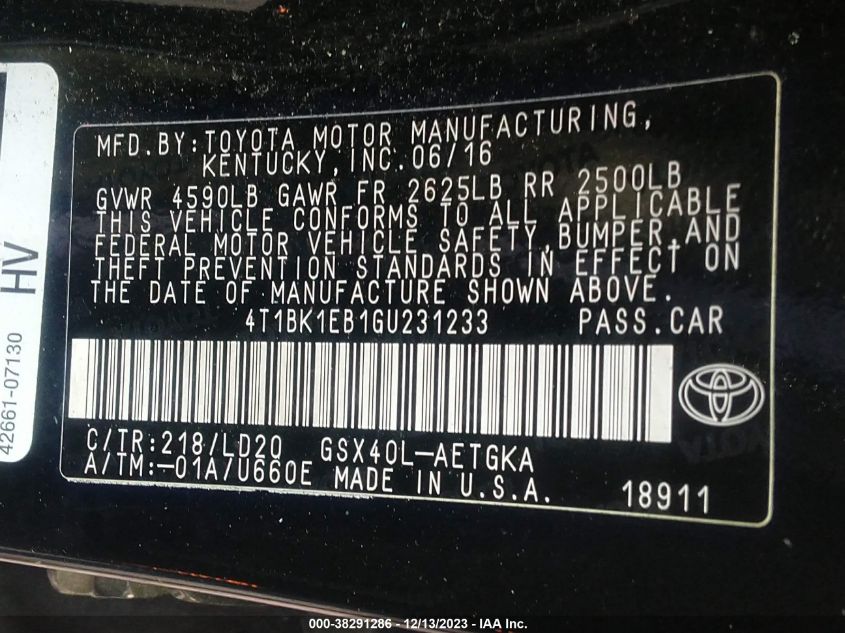 MFD.BY:TOYOTA MOTOR MANUFACTURING,
KENTUCKY,INC.06/16
GVWR 4590LB GAWR FR 2625LB RR 2500LB
THIS VEHICLE CONFORMS TO ALL APPLICABLE
FEDERAL MOTOR VEHICLE SAFETY,BUMPER,AND
THEFT PREVENTION STANDARDS IN EFFECT ON
THE DATE OF MANUFACTURE SHOWN ABOVE.
4T1BK1EB1GU231233 PASS.CAR
C/TR:218/LD20 GSX40L-AETGKA
A/TM:-01A/U660E MADE IN U.S.A.
18911
42661-07130 HV
000-38291286 - 12/13/2023 - IAA Inc.